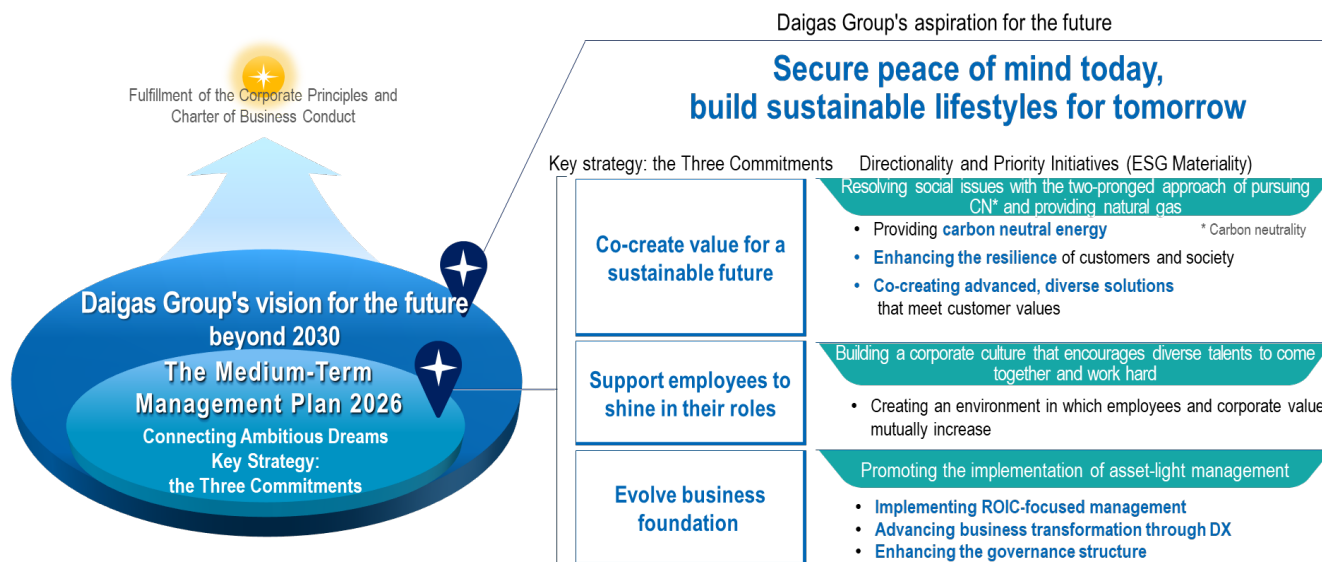 Daigas Group's aspiration for the future
Secure peace of mind today,
build sustainable lifestyles for tomorrow
Fulfillment of the Corporate Principles and
Charter of Business Conduct
Daigas Group's vision for the future
beyond 2030
The Medium-Term
Management Plan 2026
Connecting Ambitious Dreams
Key Strategy:
the Three Commitments
Key strategy: the Three Commitments
Directionality and Priority Initiatives (ESG Materiality)
Co-create value for a
sustainable future
Resolving social issues with the two-pronged approach of pursuing
CN* and providing natural gas
• Providing carbon neutral energy
* Carbon neutrality
• Enhancing the resilience of customers and society
• Co-creating advanced, diverse solutions
that meet customer values
Support employees to
shine in their roles
Building a corporate culture that encourages diverse talents to come
together and work hard
• Creating an environment in which employees and corporate value
mutually increase
Evolve business
foundation
Promoting the implementation of asset-light management
• Implementing ROIC-focused management
• Advancing business transformation through DX
• Enhancing the governance structure